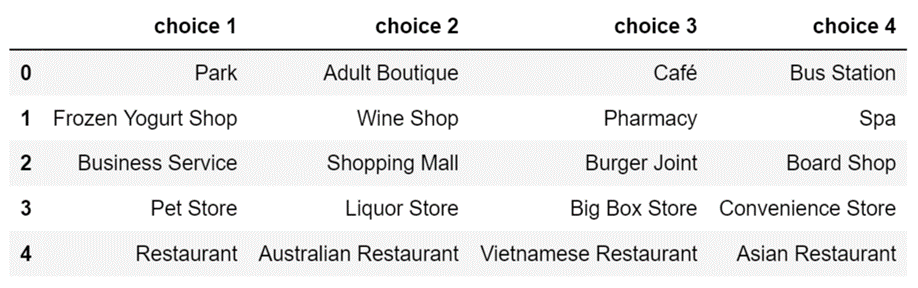 choice 1 choice 2 choice 3 choice 4
0 Park Adult Boutique Café Bus Station
1 Frozen Yogurt Shop Wine Shop Pharmacy Spa
2 Business Service Shopping Mall Burger Joint Board Shop
3 Pet Store Liquor Store Big Box Store Convenience Store
4 Restaurant Australian Restaurant Vietnamese Restaurant Asian Restaurant